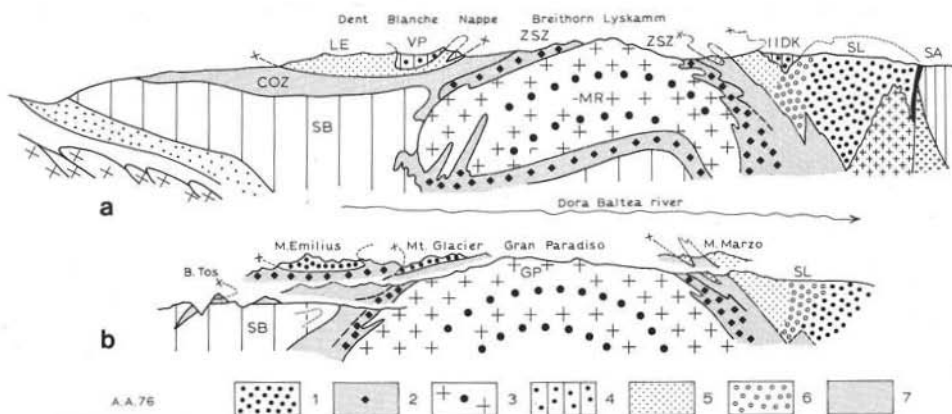 Dent Blanche Nappe Breithorn Lyskamm
LE VP ZSZ ZSZ IIDK SL SA
COZ
MR
SB
a
Dora Baltea river
M.Emilius Mt. Glacier Gran Paradiso M. Marzo
B. Tos GP SL
SB
b
A.A.76 1 2 3 4 5 6 7